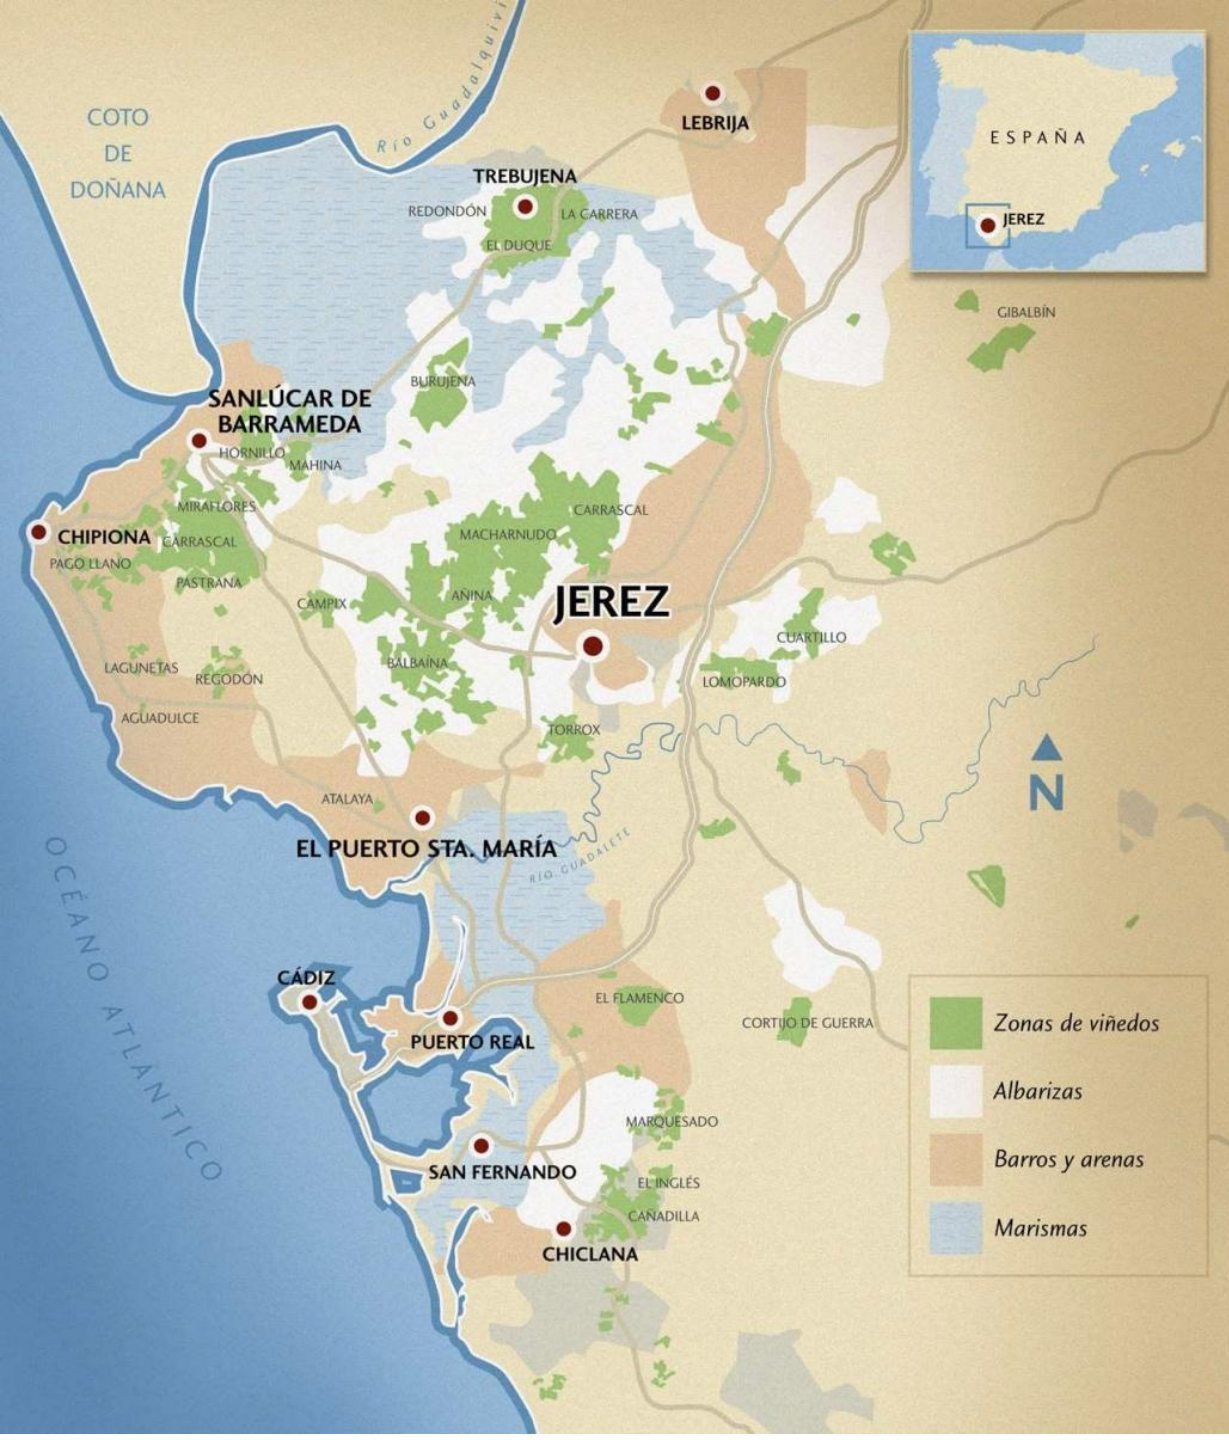 Río Guadalquivi
COTO
DE
DOÑANA
LEBRIJA
ESPAÑA
JEREZ
TREBUJENA
REDONDÓN
LA CARRERA
EL DUQUE
GIBALBÍN
BURUJENA
SANLÚCAR DE
BARRAMEDA
HORNILLO
MAHINA
MIRAFLORES
CARRASCAL
MACHARNUDO
CHIPIONA
CARRASCAL
PAGO LLANO
PASTRANA
CAMPIX
AÑINA
JEREZ
CUARTILLO
BALBAÍNA
LAGUNETAS
REGODÓN
LOMOPARDO
AGUADULCE
TORROX
N
ATALAYA
EL PUERTO STA. MARÍA
RÍO GUADALETE
OCÉANO ATLÁNTICO
CÁDIZ
EL FLAMENCO
CORTIJO DE GUERRA
PUERTO REAL
Zonas de viñedos
Albarizas
Barros y arenas
Marismas
MARQUESADO
SAN FERNANDO
EL INGLÉS
CAÑADILLA
CHICLANA